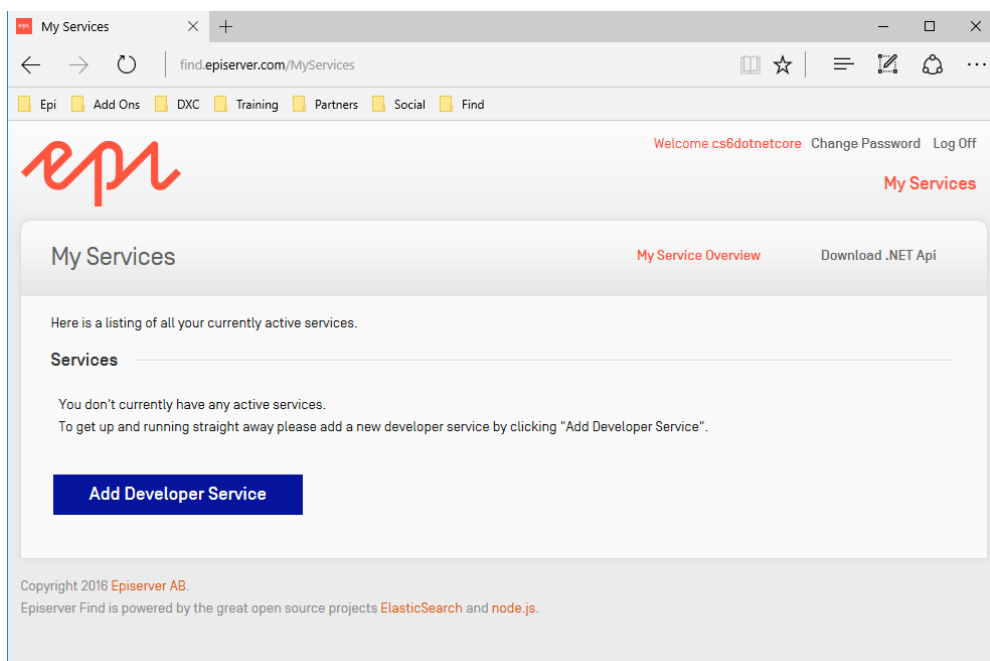 My Services
find.episerver.com/MyServices
Epi Add Ons DXC Training Partners Social Find
epi
Welcome cs6dotnetcore Change Password Log Off
My Services
My Services My Service Overview Download .NET Api
Here is a listing of all your currently active services.
Services
You don't currently have any active services.
To get up and running straight away please add a new developer service by clicking "Add Developer Service".
Add Developer Service
Copyright 2016 Episerver AB.
Episerver Find is powered by the great open source projects ElasticSearch and node.js.